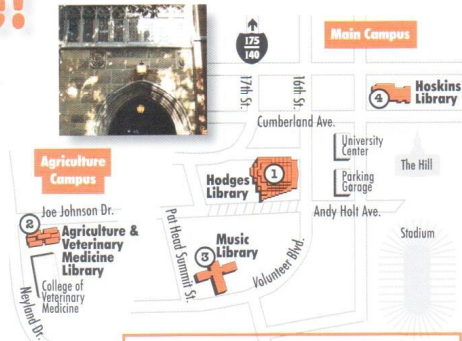 !!
175
140
Main Campus
17th St.
16th St.
4
Hoskins
Library
Cumberland Ave.
University
Center
The Hill
Agriculture
Campus
Hodges
Library
1
Parking
Garage
Andy Holt Ave.
2
Joe Johnson Dr.
Agriculture &
Veterinary
Medicine
Library
College of
Veterinary
Medicine
Neyland Dr.
Pat Head Summit St.
3
Music
Library
Volunteer Blvd.
Stadium